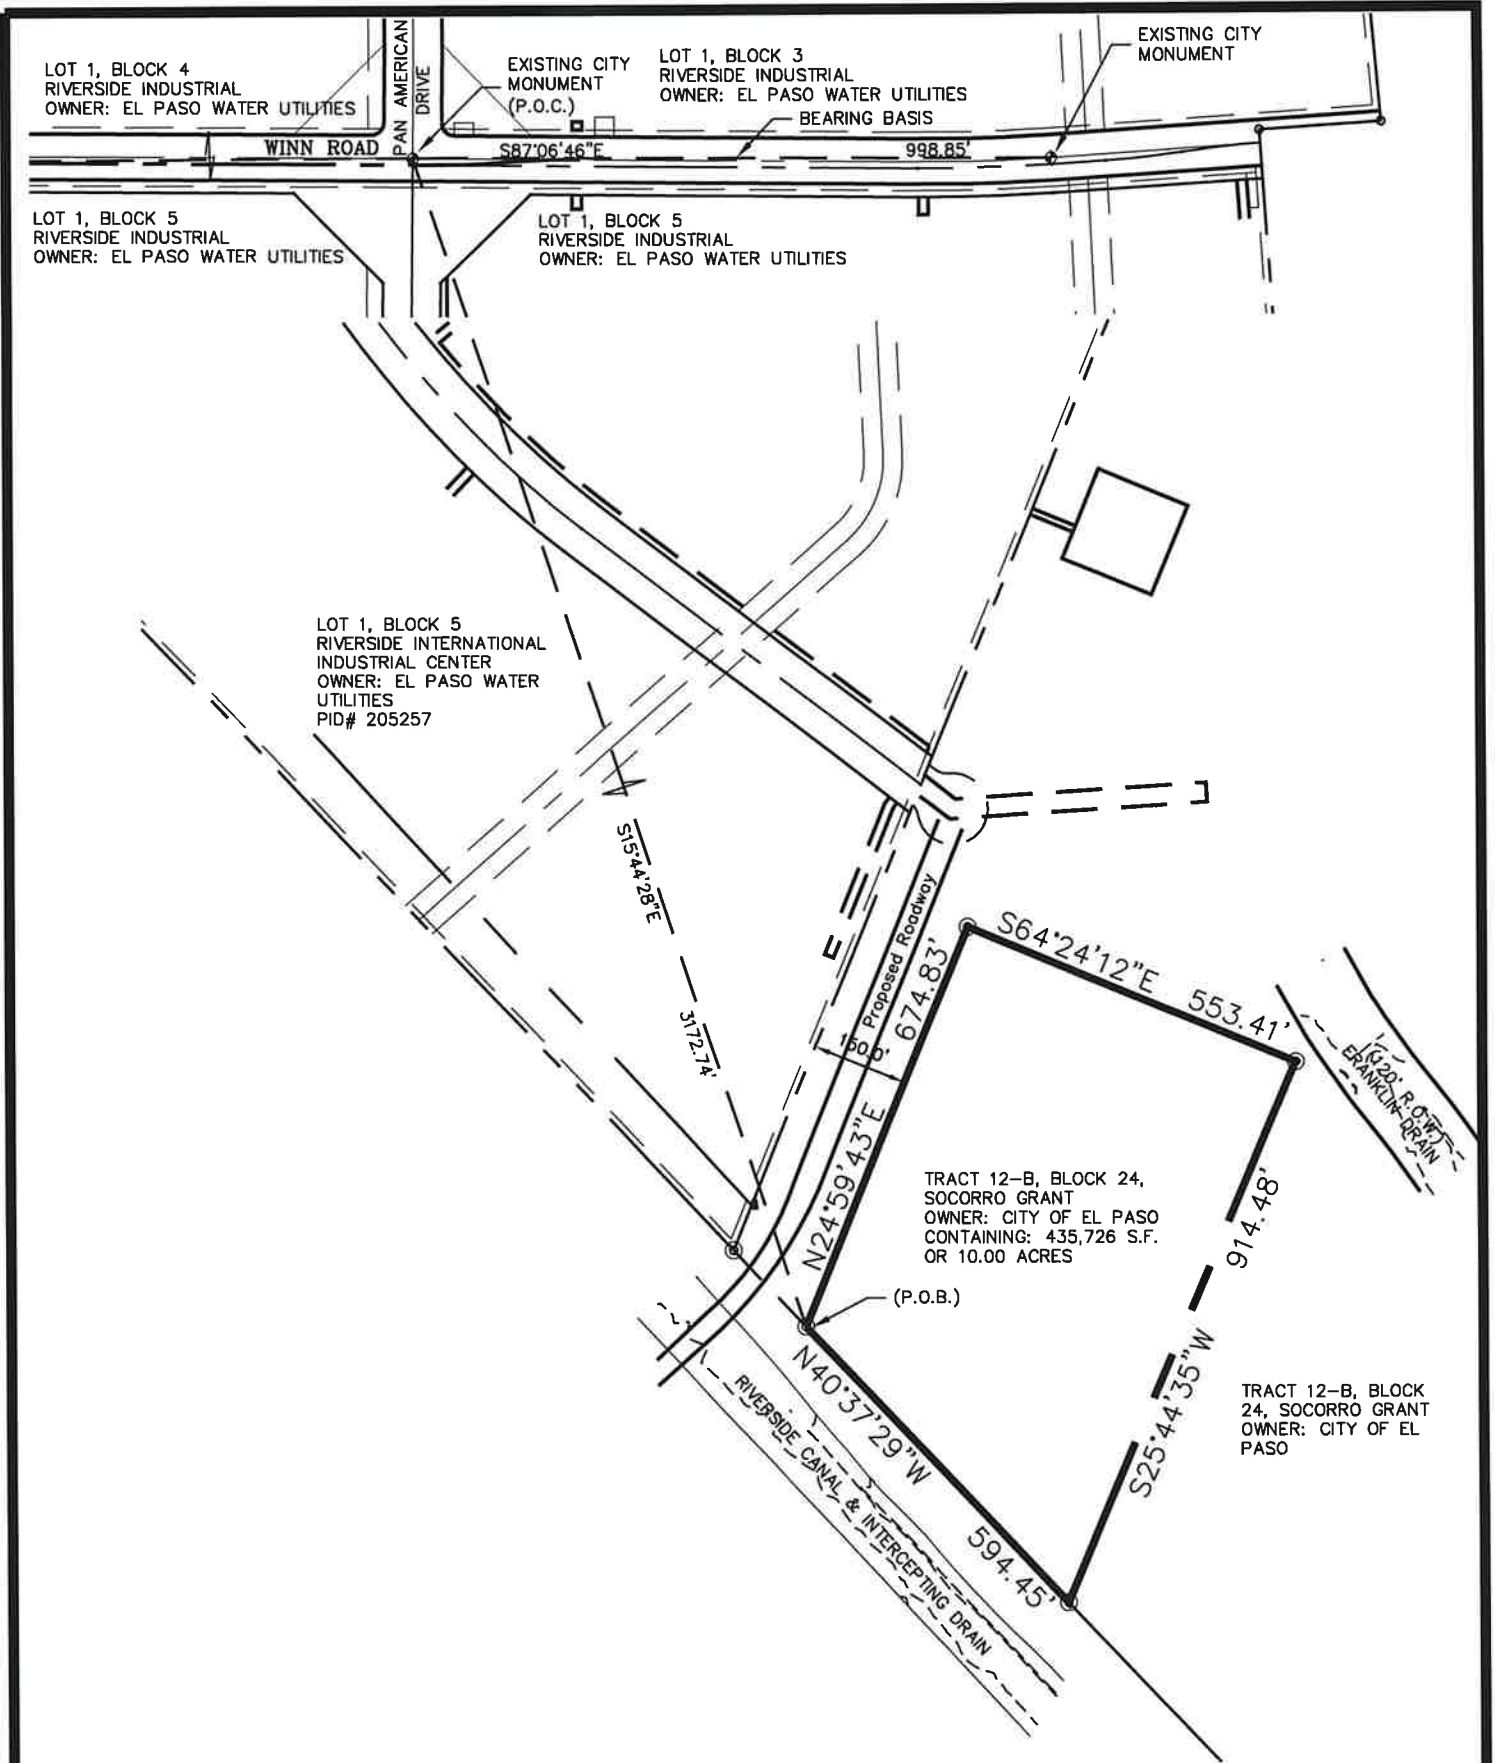 LOT 1, BLOCK 4
RIVERSIDE INDUSTRIAL
OWNER: EL PASO WATER UTILITIES
PAN AMERICAN
DRIVE
EXISTING CITY
MONUMENT
(P.O.C.)
LOT 1, BLOCK 3
RIVERSIDE INDUSTRIAL
OWNER: EL PASO WATER UTILITIES
EXISTING CITY
MONUMENT
BEARING BASIS
WINN ROAD
S87°06'46"E
998.85'
LOT 1, BLOCK 5
RIVERSIDE INDUSTRIAL
OWNER: EL PASO WATER UTILITIES
LOT 1, BLOCK 5
RIVERSIDE INDUSTRIAL
OWNER: EL PASO WATER UTILITIES
LOT 1, BLOCK 5
RIVERSIDE INTERNATIONAL
INDUSTRIAL CENTER
OWNER: EL PASO WATER
UTILITIES
PID# 205257
S15°44'28"E
3172.74'
Proposed Roadway
150.0'
N24°59'43"E
674.83'
S64°24'12"E
553.41'
R.O.W.)
FRANKLIN DRAIN
TRACT 12-B, BLOCK 24,
SOCORRO GRANT
OWNER: CITY OF EL PASO
CONTAINING: 435,726 S.F.
OR 10.00 ACRES
914.48'
S25°44'35"W
(P.O.B.)
N40°37'29"W
594.45'
RIVERSIDE CANAL & INTERCEPTING DRAIN
TRACT 12-B, BLOCK
24, SOCORRO GRANT
OWNER: CITY OF EL
PASO